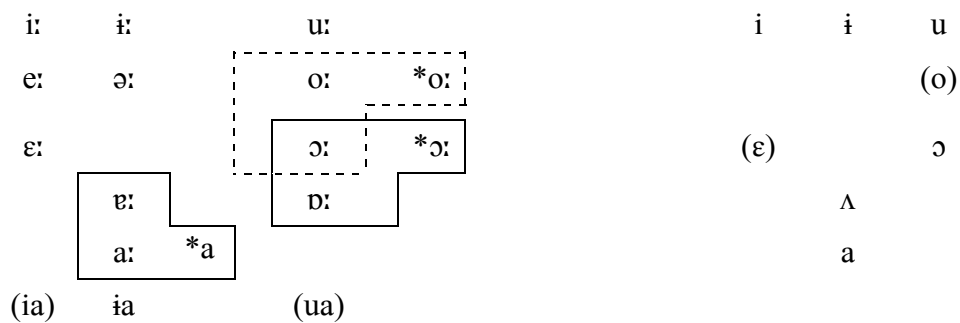 iː ɨː uː i ɨ u
eː əː oː *oː (o)
ɛː ɔː *ɔː (ɛ) ɔ
ɐː ɒː ʌ
aː *a a
(ia) ɨa (ua)